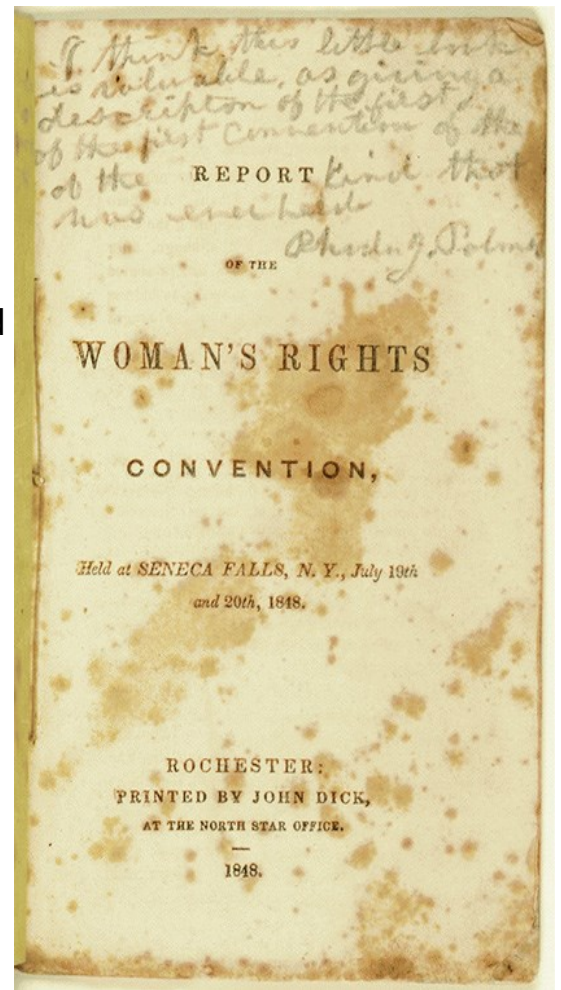 I think this little book
is valuable, as giving a
description of the first
of the first convention of the
of the kind that
was ever held
Rhoda J. Palmer
REPORT
OF THE
WOMAN'S RIGHTS
CONVENTION,
Held at SENECA FALLS, N. Y., July 19th
and 20th, 1848.
ROCHESTER:
PRINTED BY JOHN DICK,
AT THE NORTH STAR OFFICE.
1848.